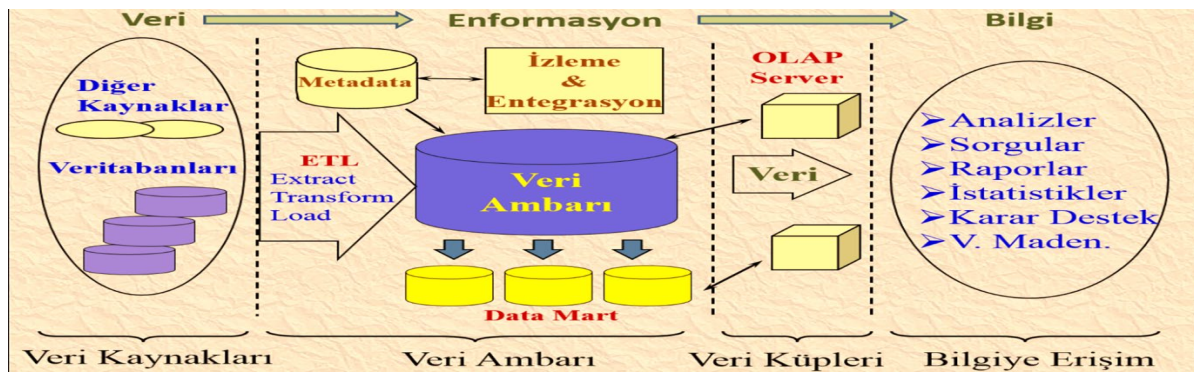 Veri
Enformasyon
Bilgi
Diğer
Kaynaklar
Veritabanları
Metadata
İzleme
&
Entegrasyon
ETL
Extract
Transform
Load
Veri
Ambarı
Data Mart
OLAP
Server
Veri
➢Analizler
➢Sorgular
➢Raporlar
➢İstatistikler
➢Karar Destek
➢V. Maden.
Veri Kaynakları
Veri Ambarı
Veri Küpleri
Bilgiye Erişim